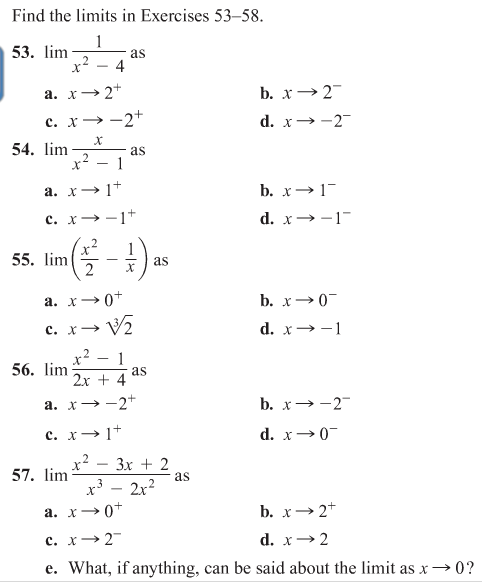 Find the limits in Exercises 53–58.
53. lim 1/(x² − 4) as
a. x → 2⁺ b. x → 2⁻
c. x → −2⁺ d. x → −2⁻
54. lim x/(x² − 1) as
a. x → 1⁺ b. x → 1⁻
c. x → −1⁺ d. x → −1⁻
55. lim (x²/2 − 1/x) as
a. x → 0⁺ b. x → 0⁻
c. x → ∛2 d. x → −1
56. lim (x² − 1)/(2x + 4) as
a. x → −2⁺ b. x → −2⁻
c. x → 1⁺ d. x → 0⁻
57. lim (x² − 3x + 2)/(x³ − 2x²) as
a. x → 0⁺ b. x → 2⁺
c. x → 2⁻ d. x → 2
e. What, if anything, can be said about the limit as x → 0?